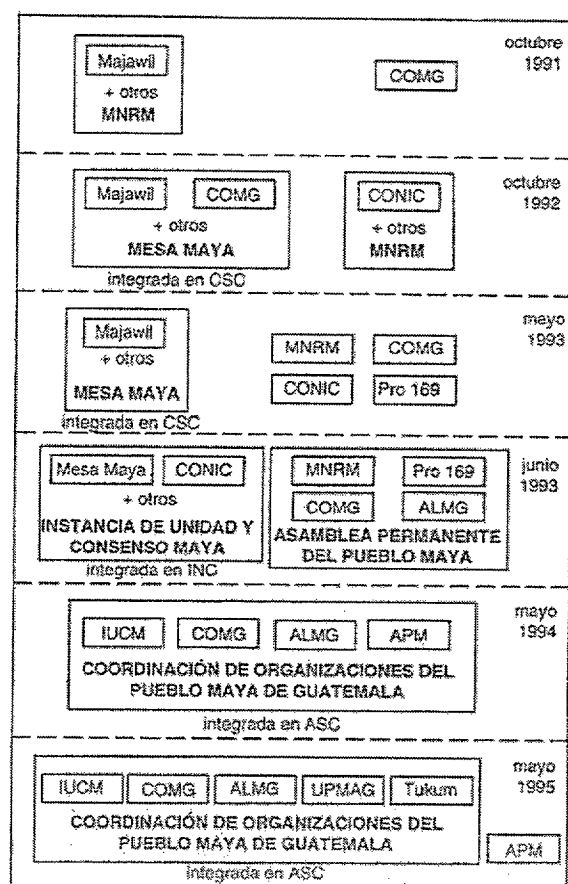 octubre
1991
Majawil
+ otros
MNRM
COMG
octubre
1992
Majawil COMG
+ otros
MESA MAYA
integrada en CSC
CONIC
+ otros
MNRM
mayo
1993
Majawil
+ otros
MESA MAYA
integrada en CSC
MNRM COMG
CONIC Pro 169
junio
1993
Mesa Maya CONIC
+ otros
INSTANCIA DE UNIDAD Y
CONSENSO MAYA
integrada en INC
MNRM Pro 169
COMG ALMG
ASAMBLEA PERMANENTE
DEL PUEBLO MAYA
mayo
1994
IUCM COMG ALMG APM
COORDINACIÓN DE ORGANIZACIONES DEL
PUEBLO MAYA DE GUATEMALA
integrada en ASC
mayo
1995
IUCM COMG ALMG UPMAG Tukum
COORDINACIÓN DE ORGANIZACIONES DEL
PUEBLO MAYA DE GUATEMALA
integrada en ASC
APM